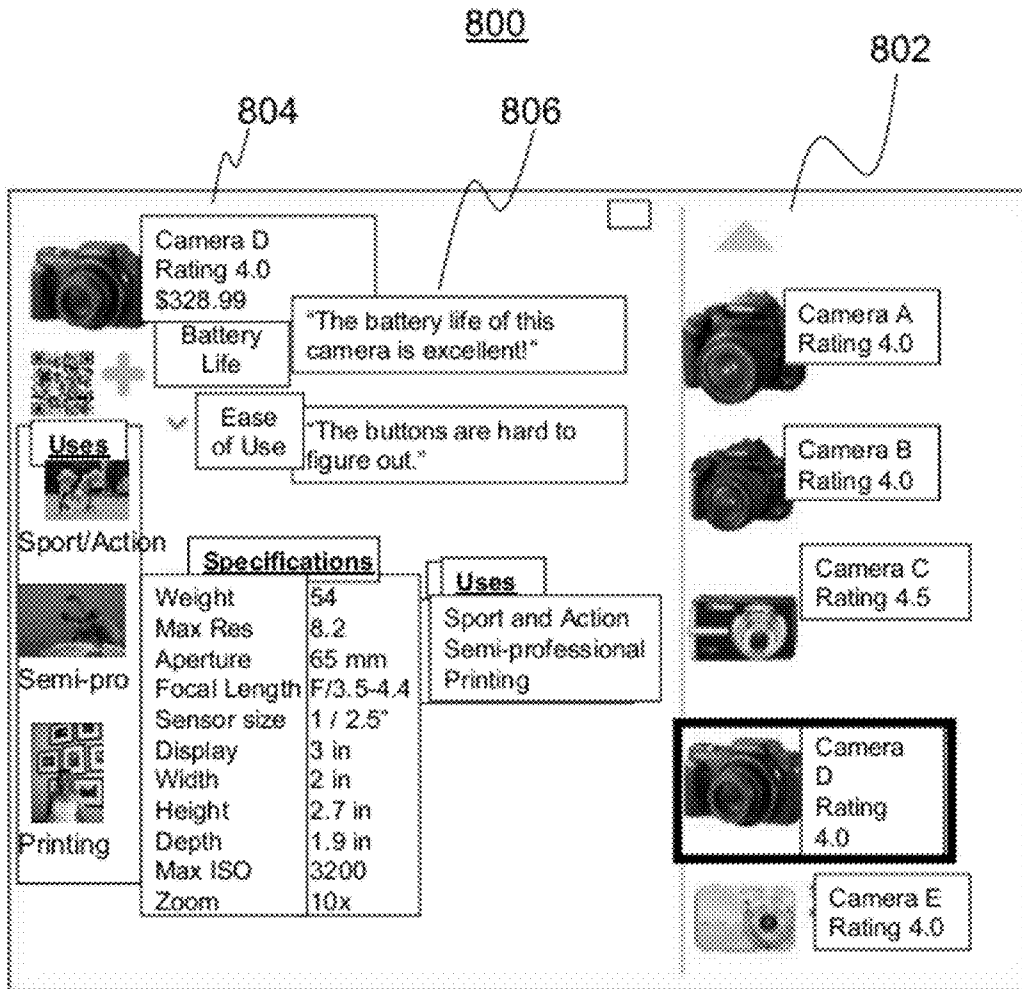 800
802
804
806
Camera D
Rating 4.0
$328.99
Battery
Life
"The battery life of this
camera is excellent!"
Ease
of Use
"The buttons are hard to
figure out."
Uses
Sport/Action
Semi-pro
Printing
Specifications
Weight 54
Max Res 8.2
Aperture 65 mm
Focal Length F/3.5-4.4
Sensor size 1 / 2.5"
Display 3 in
Width 2 in
Height 2.7 in
Depth 1.9 in
Max ISO 3200
Zoom 10x
Uses
Sport and Action
Semi-professional
Printing
Camera A
Rating 4.0
Camera B
Rating 4.0
Camera C
Rating 4.5
Camera
D
Rating
4.0
Camera E
Rating 4.0